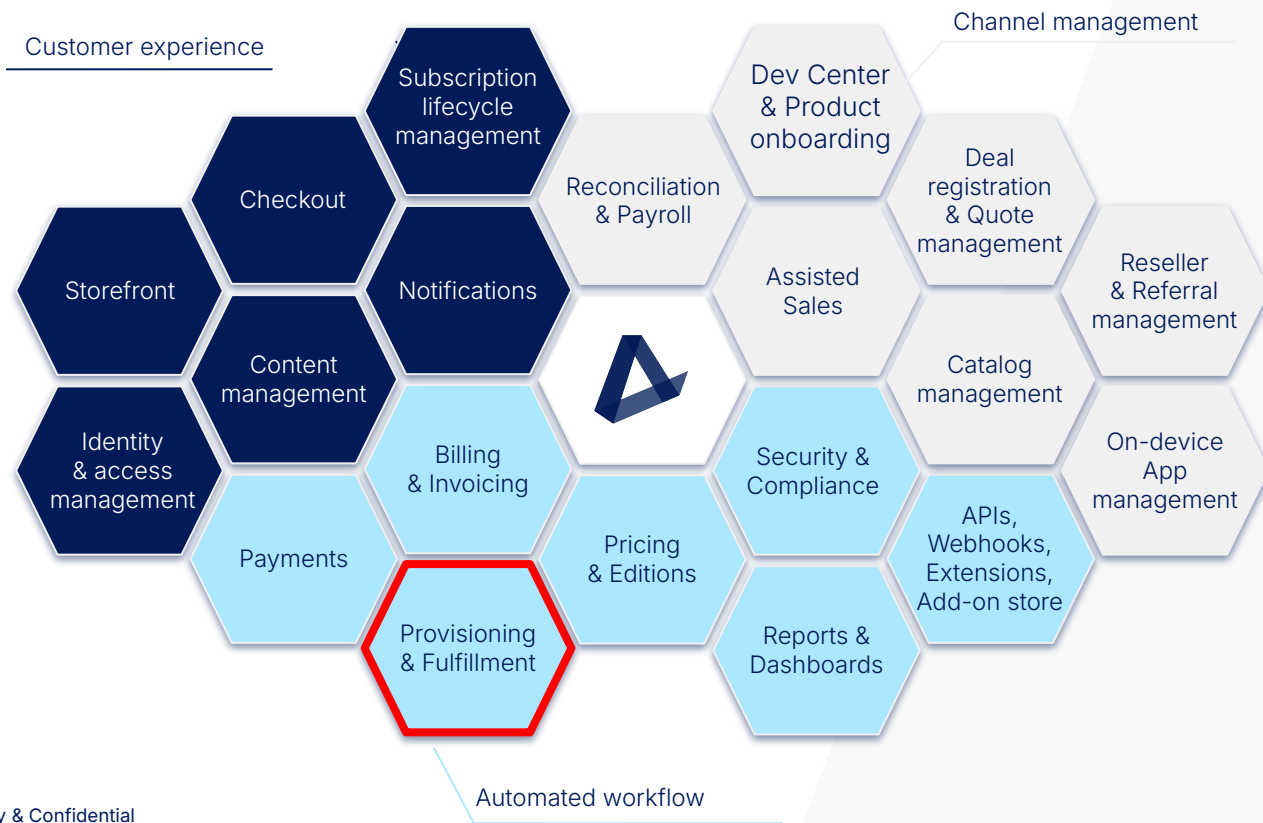 Customer experience
Channel management
Subscription
lifecycle
management
Dev Center
& Product
onboarding
Checkout
Reconciliation
& Payroll
Deal
registration
& Quote
management
Storefront
Notifications
Assisted
Sales
Reseller
& Referral
management
Content
management
Catalog
management
Identity
& access
management
Billing
& Invoicing
Security &
Compliance
On-device
App
management
Payments
Pricing
& Editions
APIs,
Webhooks,
Extensions,
Add-on store
Provisioning
& Fulfillment
Reports &
Dashboards
Automated workflow
y & Confidential